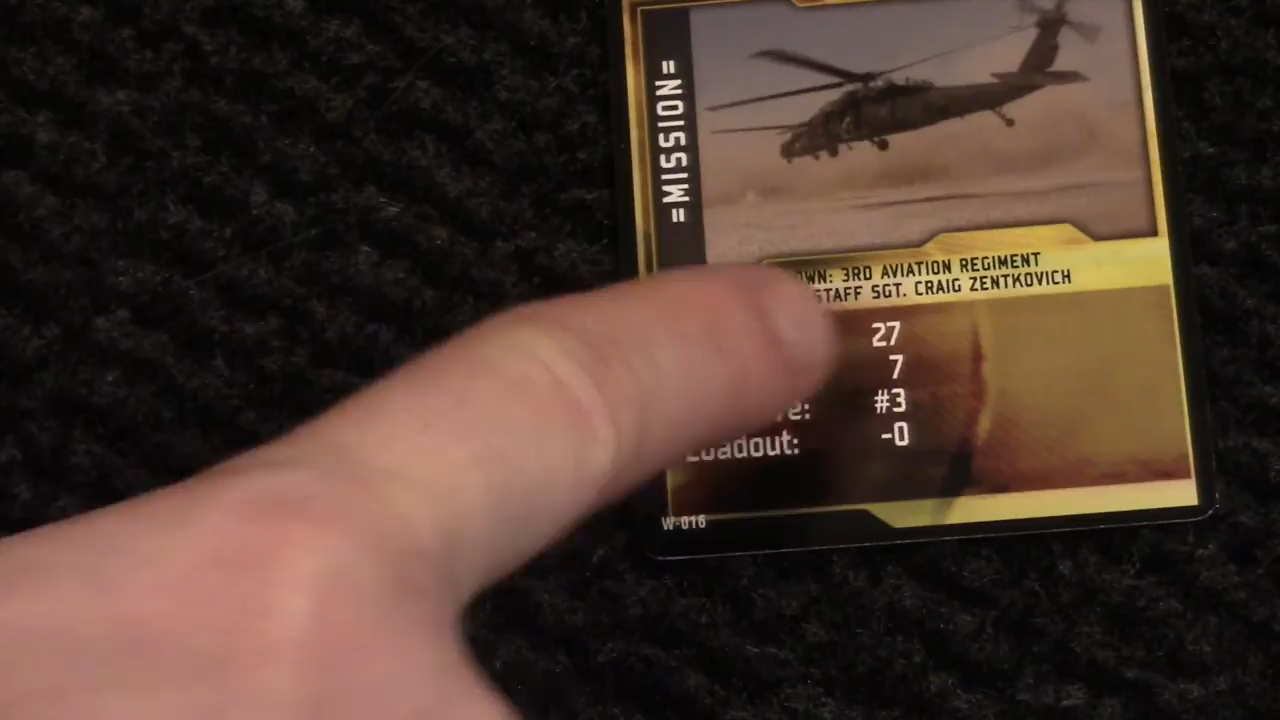 =MISSION=
3RD AVIATION REGIMENT
STAFF SGT. CRAIG ZENTKOVICH
27
7
#3
Loadout: -0
W-016